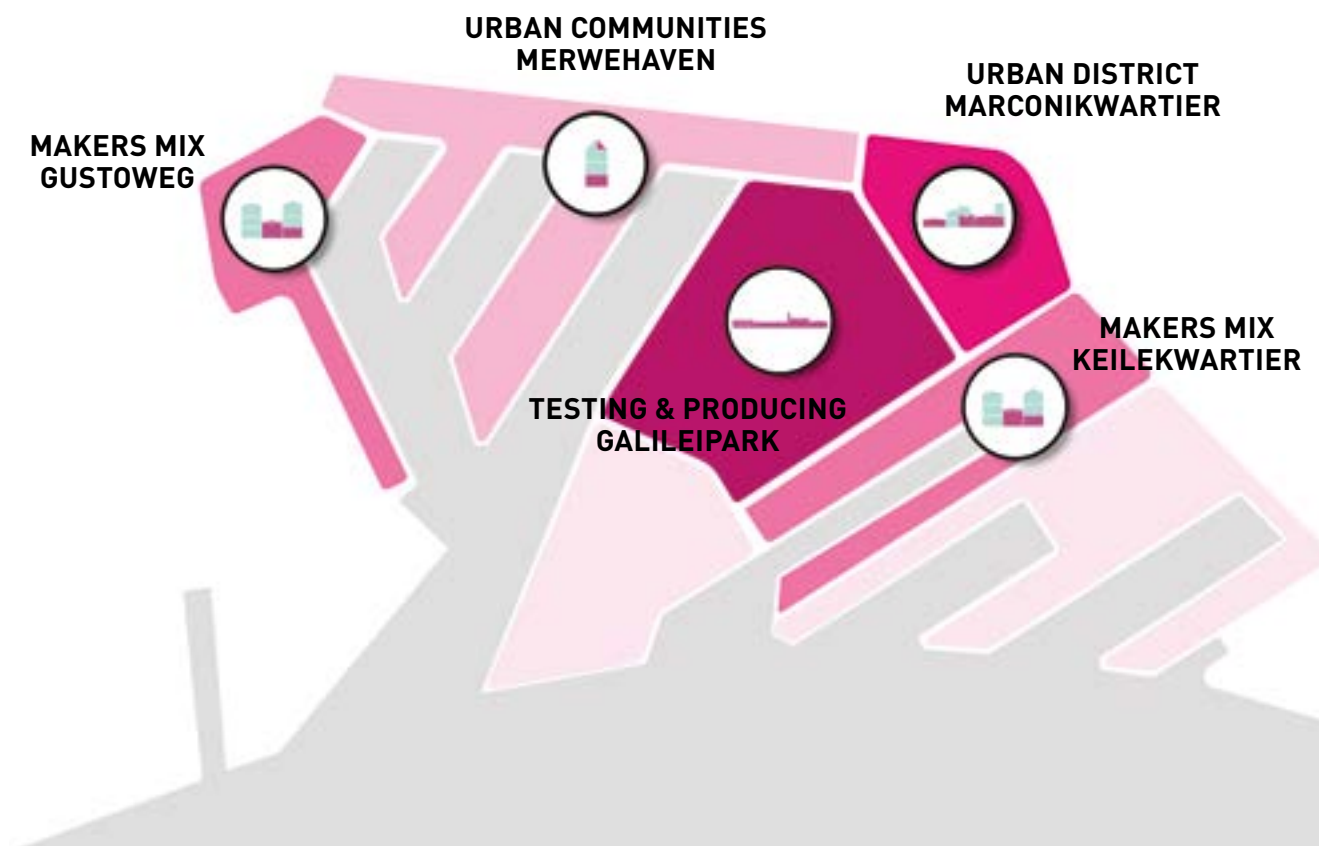 URBAN COMMUNITIES
MERWEHAVEN
URBAN DISTRICT
MARCONIKWARTIER
MAKERS MIX
GUSTOWEG
MAKERS MIX
KEILEKWARTIER
TESTING & PRODUCING
GALILEIPARK